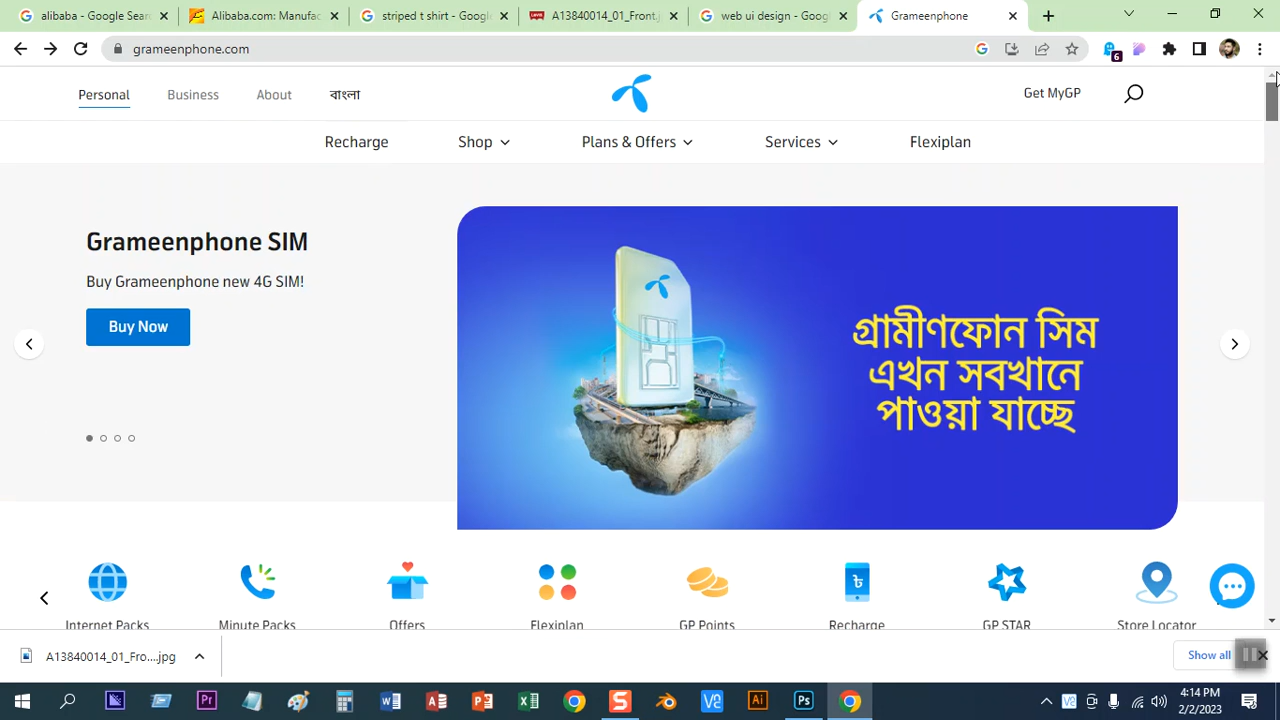 alibaba - Google Sear
Alibaba.com: Manufac
striped t shirt - Google
A13840014_01_Front.j
web ui design - Google
Grameenphone
grameenphone.com
6
Personal
Business
About
বাংলা
Get MyGP
Recharge
Shop
Plans & Offers
Services
Flexiplan
Grameenphone SIM
Buy Grameenphone new 4G SIM!
Buy Now
গ্রামীণফোন সিম
এখন সবখানে
পাওয়া যাচ্ছে
Internet Packs
Minute Packs
Offers
Flexiplan
GP Points
Recharge
GP STAR
Store Locator
A13840014_01_Fro....jpg
Show all
4:14 PM
2/2/2023